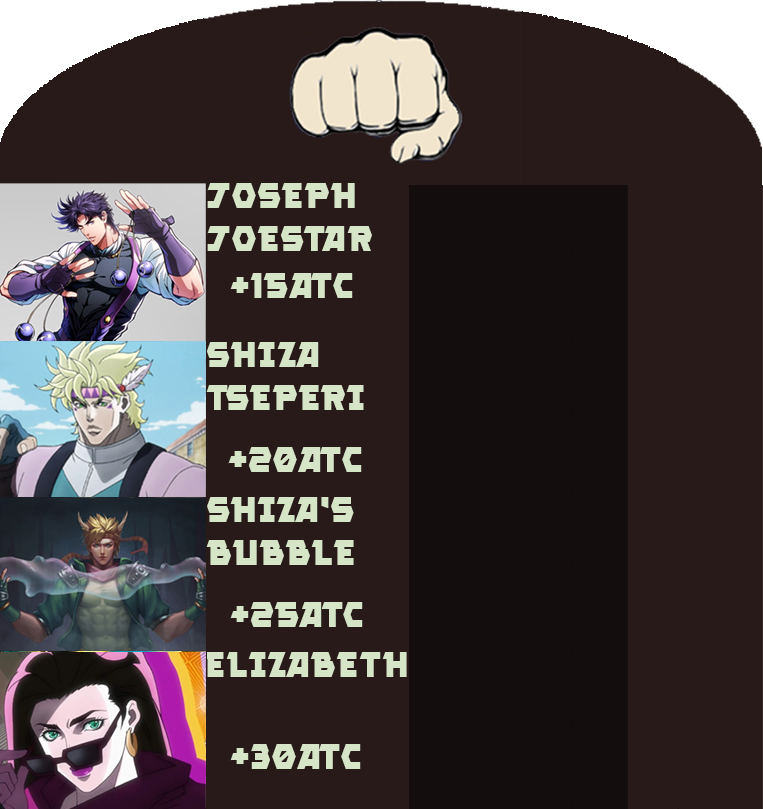 JOSEPH
JOESTAR
+15ATC
SHIZA
TSEPERI
+20ATC
SHIZA'S
BUBBLE
+25ATC
ELIZABETH
+30ATC